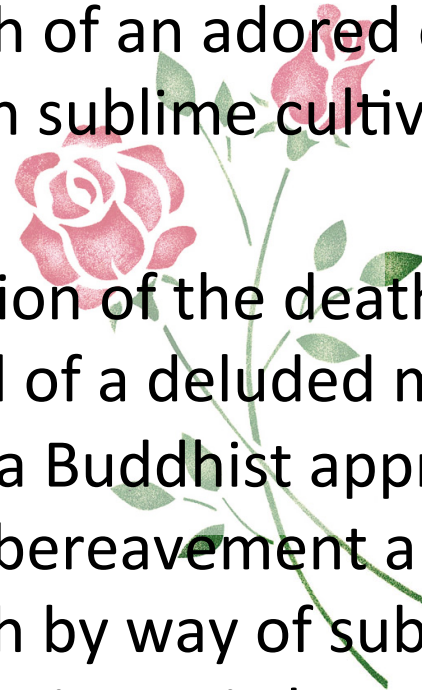 h of an adored
n sublime cultiv
ion of the death
l of a deluded m
a Buddhist appr
bereavement a
h by way of sub